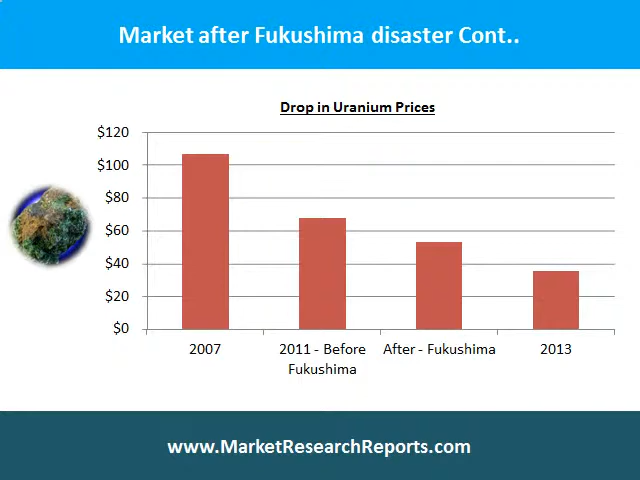 Market after Fukushima disaster Cont..
Drop in Uranium Prices
$120
$100
$80
$60
$40
$20
$0
2007
2011 - Before
Fukushima
After - Fukushima
2013
www.MarketResearchReports.com